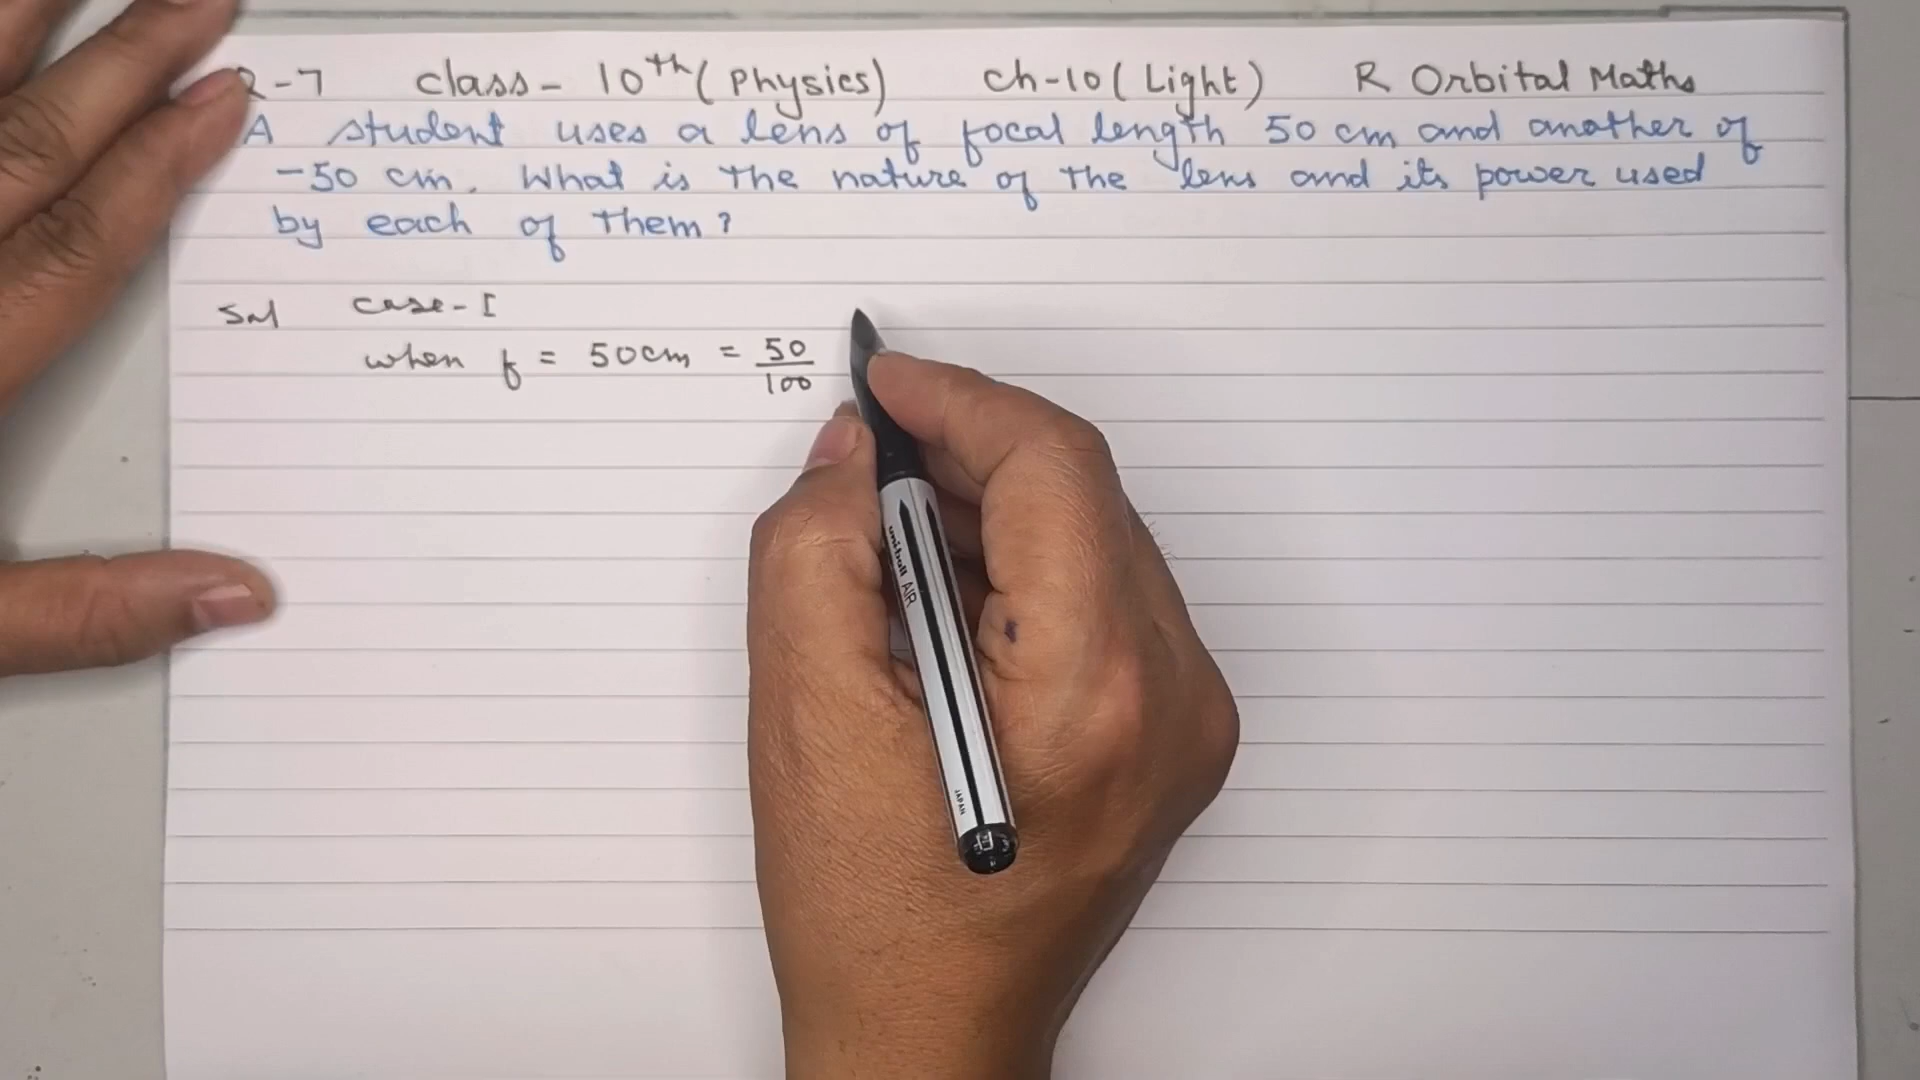 Q-7 class- 10th (Physics) Ch-10 (Light) R Orbital Maths
A student uses a lens of focal length 50 cm and another of
-50 cm. What is the nature of the lens and its power used
by each of them?
Sol case-I
when f = 50cm = 50/100
uniball AIR
JAPAN